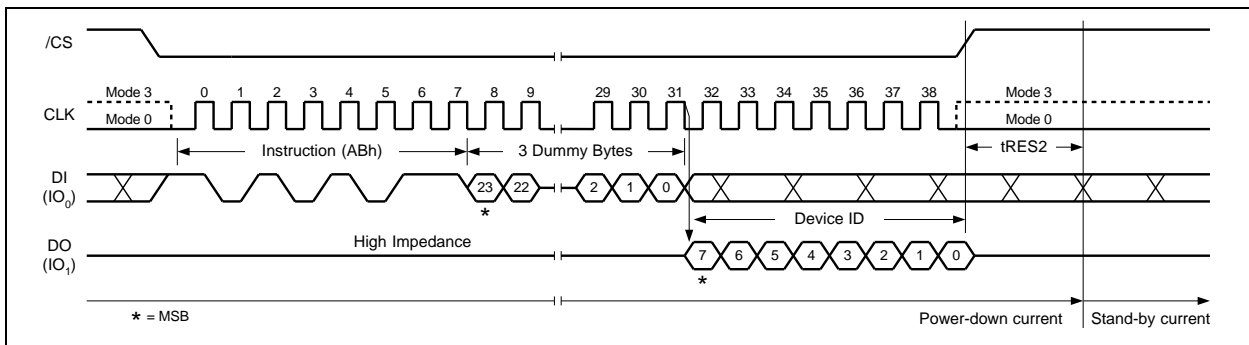 /CS
Mode 3
0 1 2 3 4 5 6 7 8 9 29 30 31 32 33 34 35 36 37 38
Mode 3
CLK
Mode 0
Mode 0
Instruction (ABh)
3 Dummy Bytes
tRES2
DI
(IO0)
23 22 2 1 0
*
Device ID
DO
(IO1)
High Impedance
7 6 5 4 3 2 1 0
*
* = MSB
Power-down current
Stand-by current